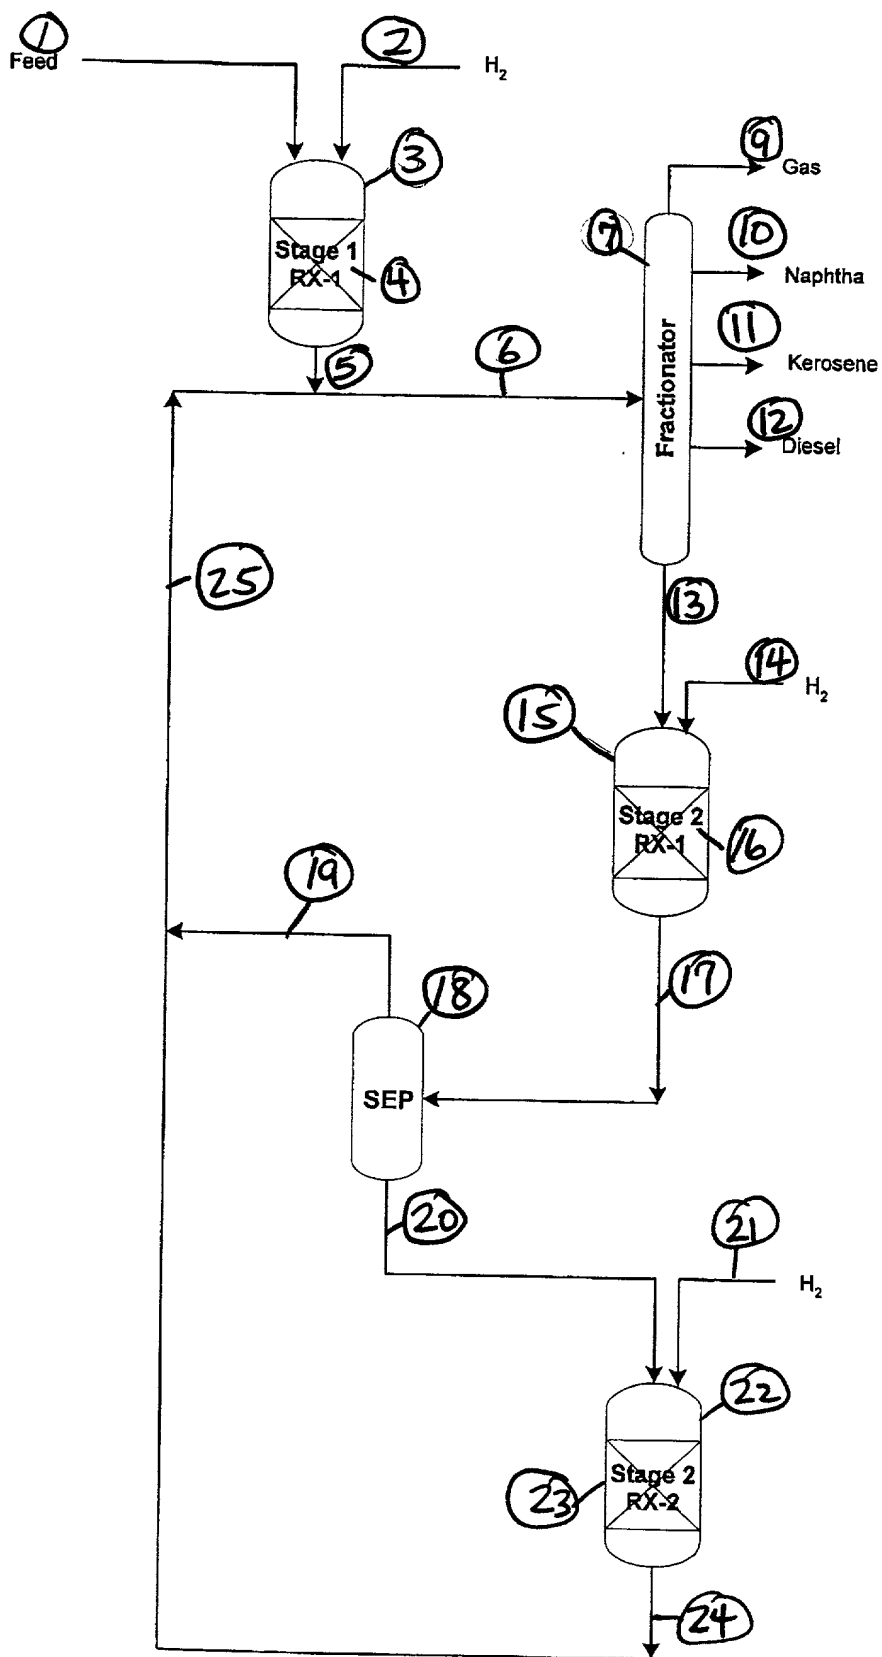 1
2
Feed
H2
3
9
Gas
7
10
Naphtha
Stage 1
RX-1
4
11
Kerosene
5
6
Fractionator
12
Diesel
25
13
14
H2
15
Stage 2
RX-1
16
19
17
18
SEP
20
21
H2
22
Stage 2
RX-2
23
24